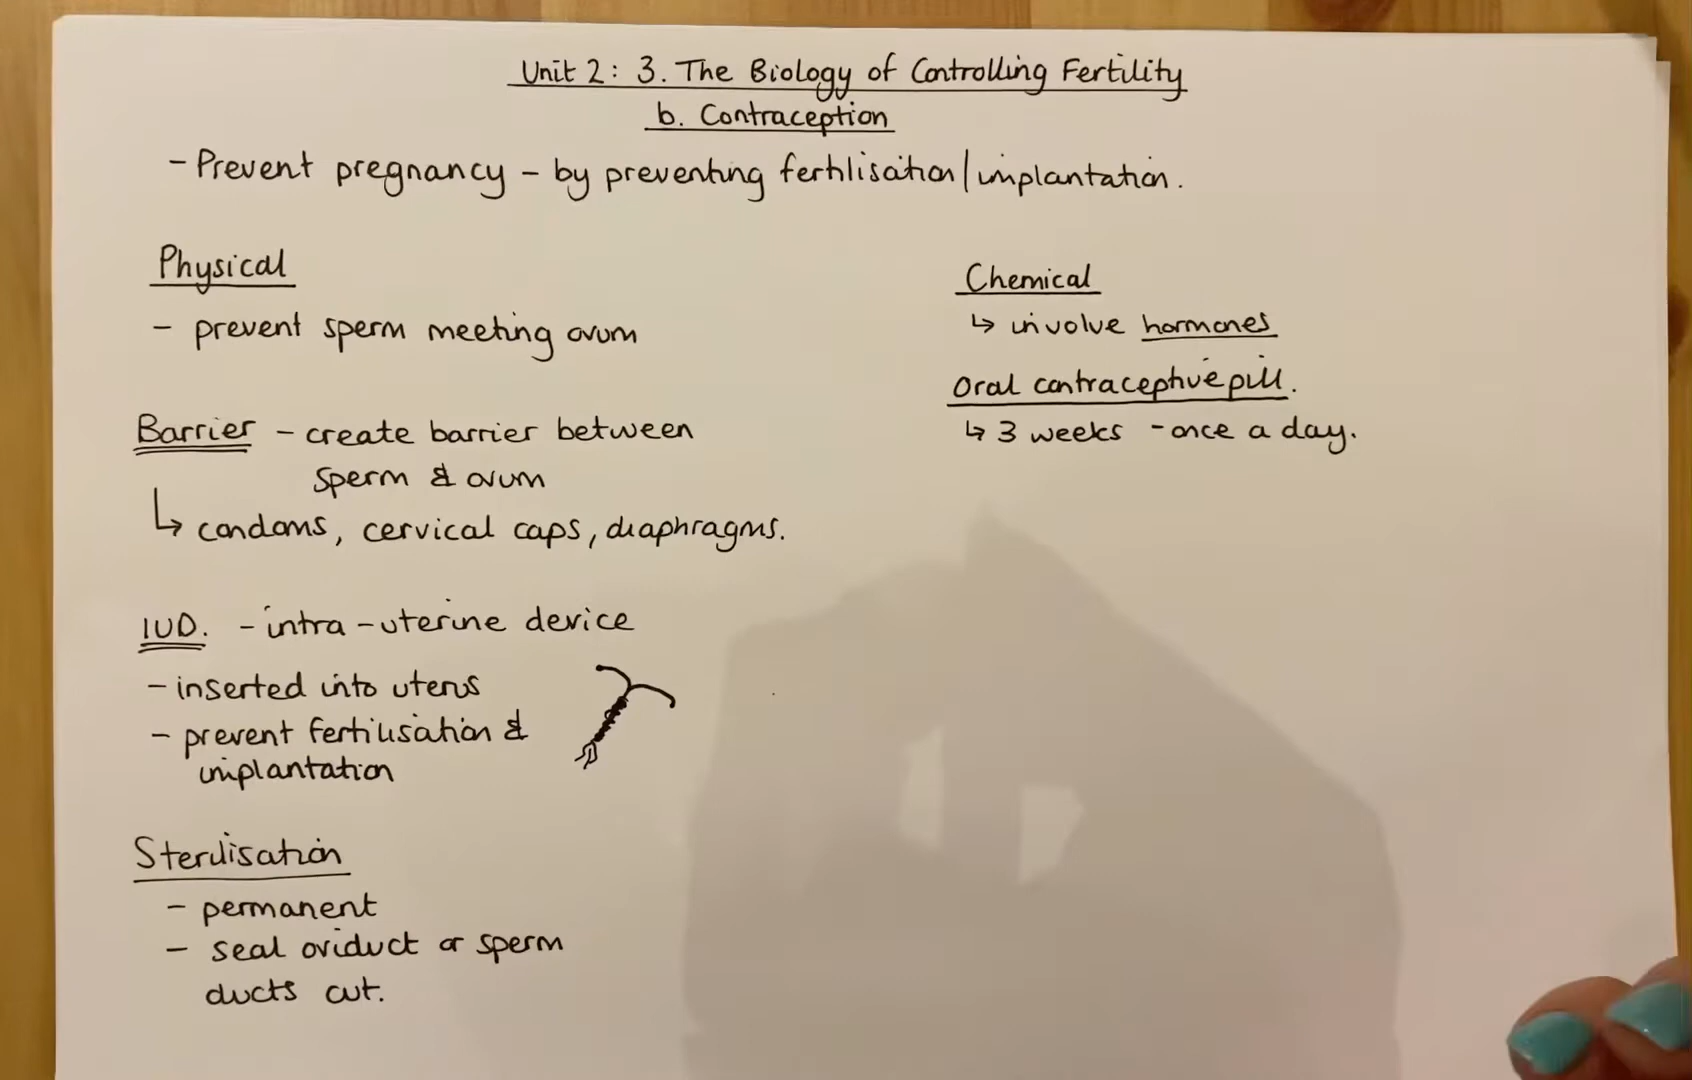 Unit 2: 3. The Biology of Controlling Fertility
b. Contraception
- Prevent pregnancy - by preventing fertilisation/implantation.
Physical
- prevent sperm meeting ovum
Barrier - create barrier between
sperm & ovum
↳ condoms, cervical caps, diaphragms.
IUD. - intra-uterine device
- inserted into uterus
- prevent fertilisation &
implantation
Sterilisation
- permanent
- seal oviduct or sperm
ducts cut.
Chemical
↳ involve hormones
Oral contraceptive pill.
↳ 3 weeks - once a day.